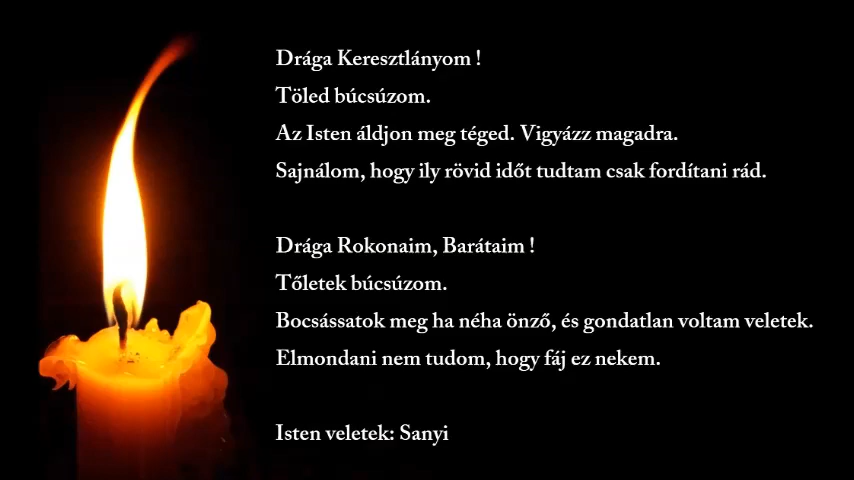 Drága Keresztlányom !
Töled búcsúzom.
Az Isten áldjon meg téged. Vigyázz magadra.
Sajnálom, hogy ily rövid időt tudtam csak fordítani rád.
Drága Rokonaim, Barátaim !
Tőletek búcsúzom.
Bocsássatok meg ha néha önző, és gondatlan voltam veletek.
Elmondani nem tudom, hogy fáj ez nekem.
Isten veletek: Sanyi